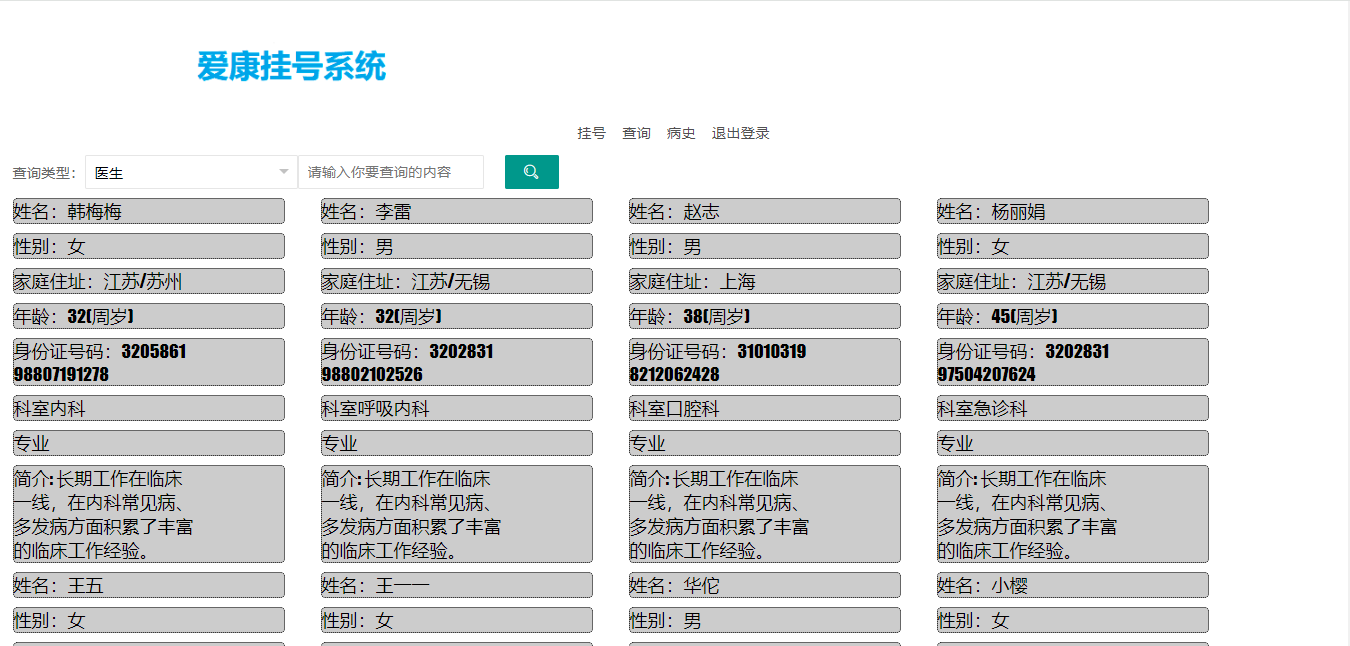 爱康挂号系统
挂号 查询 病史 退出登录
查询类型： 医生 请输入你要查询的内容
姓名：韩梅梅 姓名：李雷 姓名：赵志 姓名：杨丽娟
性别：女 性别：男 性别：男 性别：女
家庭住址：江苏/苏州 家庭住址：江苏/无锡 家庭住址：上海 家庭住址：江苏/无锡
年龄：32(周岁) 年龄：32(周岁) 年龄：38(周岁) 年龄：45(周岁)
身份证号码：3205861 身份证号码：3202831 身份证号码：31010319 身份证号码：3202831
98807191278 98802102526 8212062428 97504207624
科室内科 科室呼吸内科 科室口腔科 科室急诊科
专业 专业 专业 专业
简介:长期工作在临床 简介:长期工作在临床 简介:长期工作在临床 简介:长期工作在临床
一线，在内科常见病、 一线，在内科常见病、 一线，在内科常见病、 一线，在内科常见病、
多发病方面积累了丰富 多发病方面积累了丰富 多发病方面积累了丰富 多发病方面积累了丰富
的临床工作经验。 的临床工作经验。 的临床工作经验。 的临床工作经验。
姓名：王五 姓名：王一一 姓名：华佗 姓名：小樱
性别：女 性别：女 性别：男 性别：女